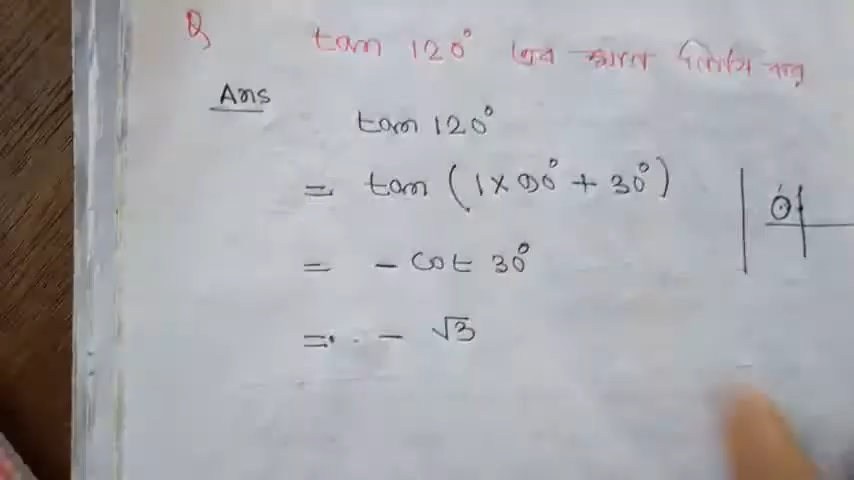 Q tan 120° এর মান নির্ণয় কর
Ans
tan 120°
= tan (1 × 90° + 30°)
= - cot 30°
= - √3